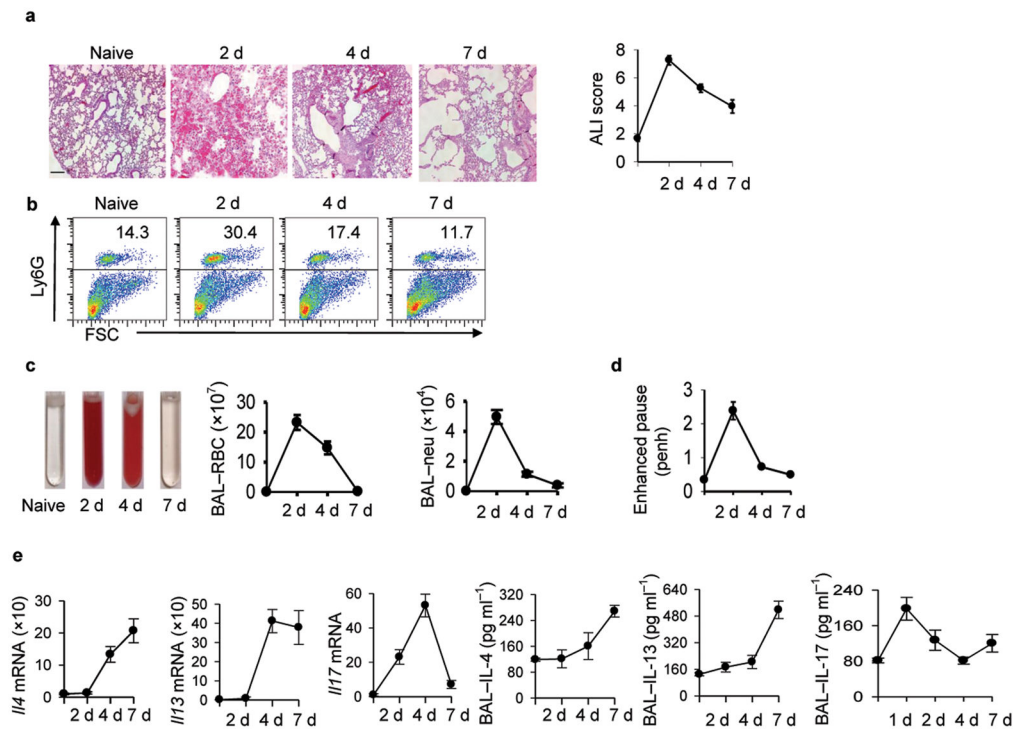 a
Naive 2 d 4 d 7 d
ALI score
8
6
4
2
0
2 d 4 d 7 d
b
Naive 2 d 4 d 7 d
14.3 30.4 17.4 11.7
Ly6G
FSC
c
Naive 2 d 4 d 7 d
BAL–RBC (×10⁷)
30
20
10
0
2 d 4 d 7 d
BAL–neu (×10⁴)
6
4
2
0
2 d 4 d 7 d
d
Enhanced pause
(penh)
3
2
1
0
2 d 4 d 7 d
e
Il4 mRNA (×10)
30
20
10
0
2 d 4 d 7 d
Il13 mRNA (×10)
50
40
30
20
10
0
2 d 4 d 7 d
Il17 mRNA
60
40
20
0
2 d 4 d 7 d
BAL–IL-4 (pg ml⁻¹)
400
300
200
100
0
2 d 4 d 7 d
BAL–IL-13 (pg ml⁻¹)
640
480
320
160
0
2 d 4 d 7 d
BAL–IL-17 (pg ml⁻¹)
240
160
80
0
1 d 2 d 4 d 7 d